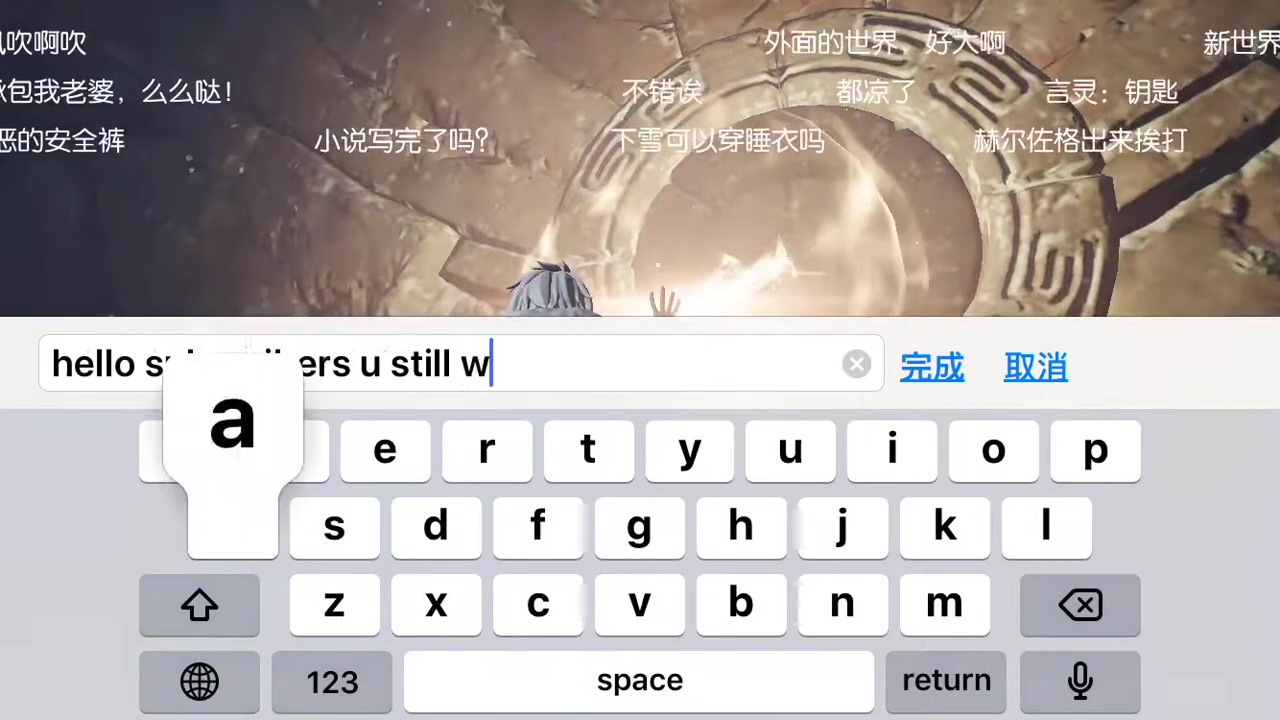 吹啊吹
外面的世界，好大啊
新世界
包我老婆，么么哒！
不错诶
都凉了
言灵：钥匙
恶的安全裤
小说写完了吗？
下雪可以穿睡衣吗
赫尔佐格出来挨打
hello ers u still w
完成 取消
a
e r t y u i o p
s d f g h j k l
z x c v b n m
123 space return